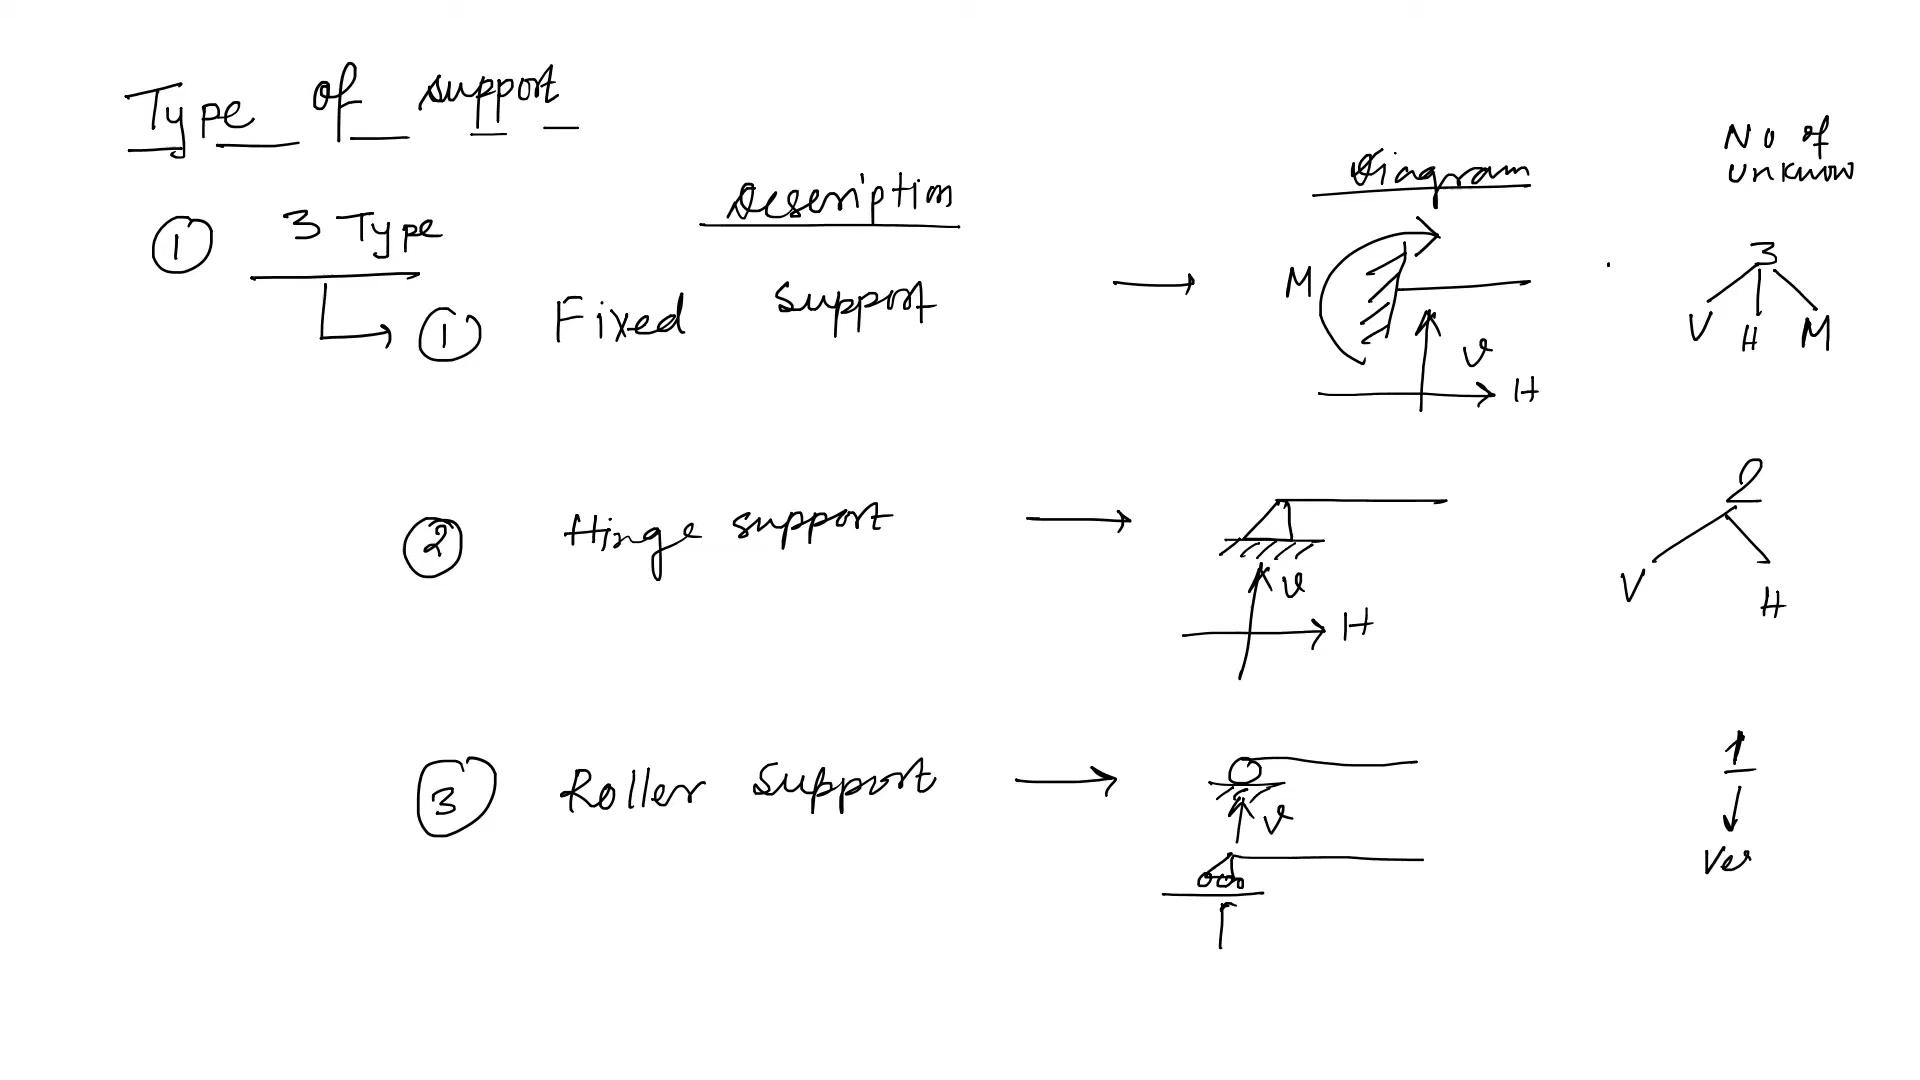 Type of support
No of
unknow
Description
Diagram
① 3 Type
① Fixed support
M
V
H
3
V H M
② Hinge support
V
H
2
V H
③ Roller support
V
1
Ver